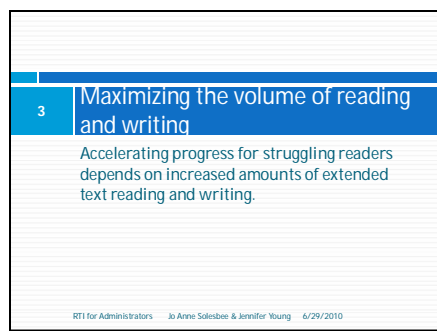 3
Maximizing the volume of reading
and writing
Accelerating progress for struggling readers
depends on increased amounts of extended
text reading and writing.
RTI for Administrators Jo Anne Solesbee & Jennifer Young 6/29/2010